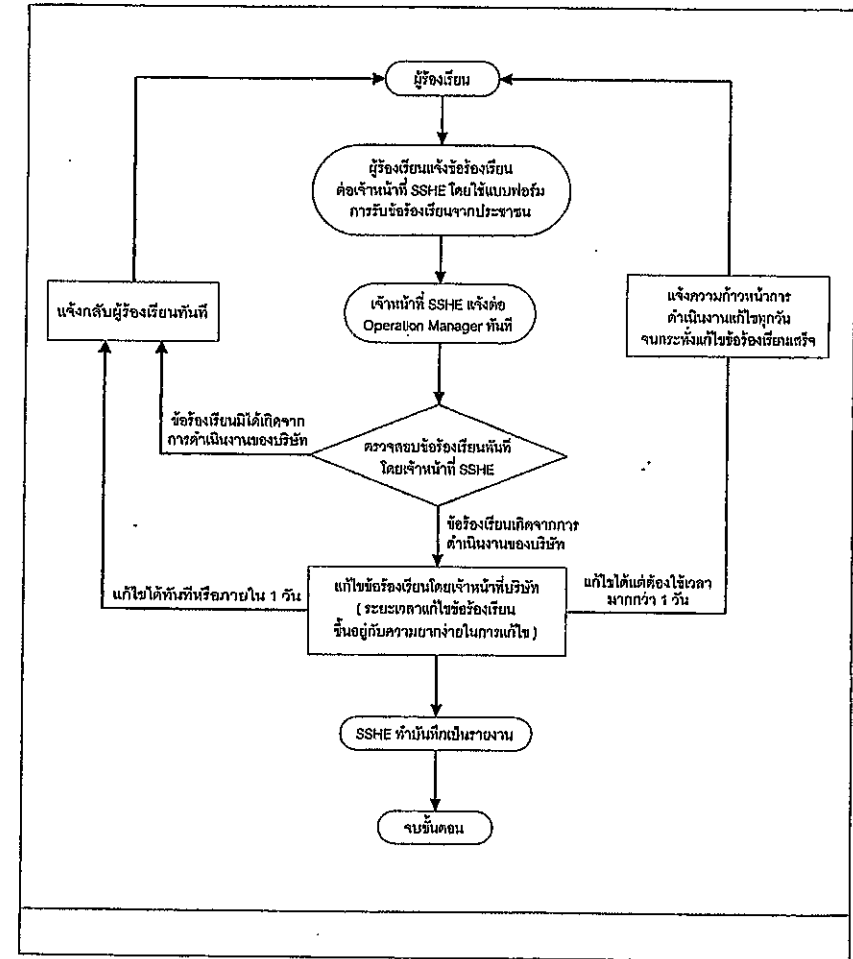 ผู้ร้องเรียน
ผู้ร้องเรียนแจ้งข้อร้องเรียน
ต่อเจ้าหน้าที่ SSHE โดยใช้แบบฟอร์ม
การรับข้อร้องเรียนจากประชาชน
แจ้งกลับผู้ร้องเรียนทันที
เจ้าหน้าที่ SSHE แจ้งต่อ
Operation Manager ทันที
แจ้งความก้าวหน้าการ
ดำเนินงานแก้ไขทุกวัน
จนกระทั่งแก้ไขข้อร้องเรียนเสร็จ
ข้อร้องเรียนมิได้เกิดจาก
การดำเนินงานของบริษัท
ตรวจสอบข้อร้องเรียนทันที
โดยเจ้าหน้าที่ SSHE
ข้อร้องเรียนเกิดจากการ
ดำเนินงานของบริษัท
แก้ไขได้ทันทีหรือภายใน 1 วัน
แก้ไขข้อร้องเรียนโดยเจ้าหน้าที่บริษัท
( ระยะเวลาแก้ไขข้อร้องเรียน
ขึ้นอยู่กับความยากง่ายในการแก้ไข )
แก้ไขได้แต่ต้องใช้เวลา
มากกว่า 1 วัน
SSHE ทำบันทึกเป็นรายงาน
จบขั้นตอน